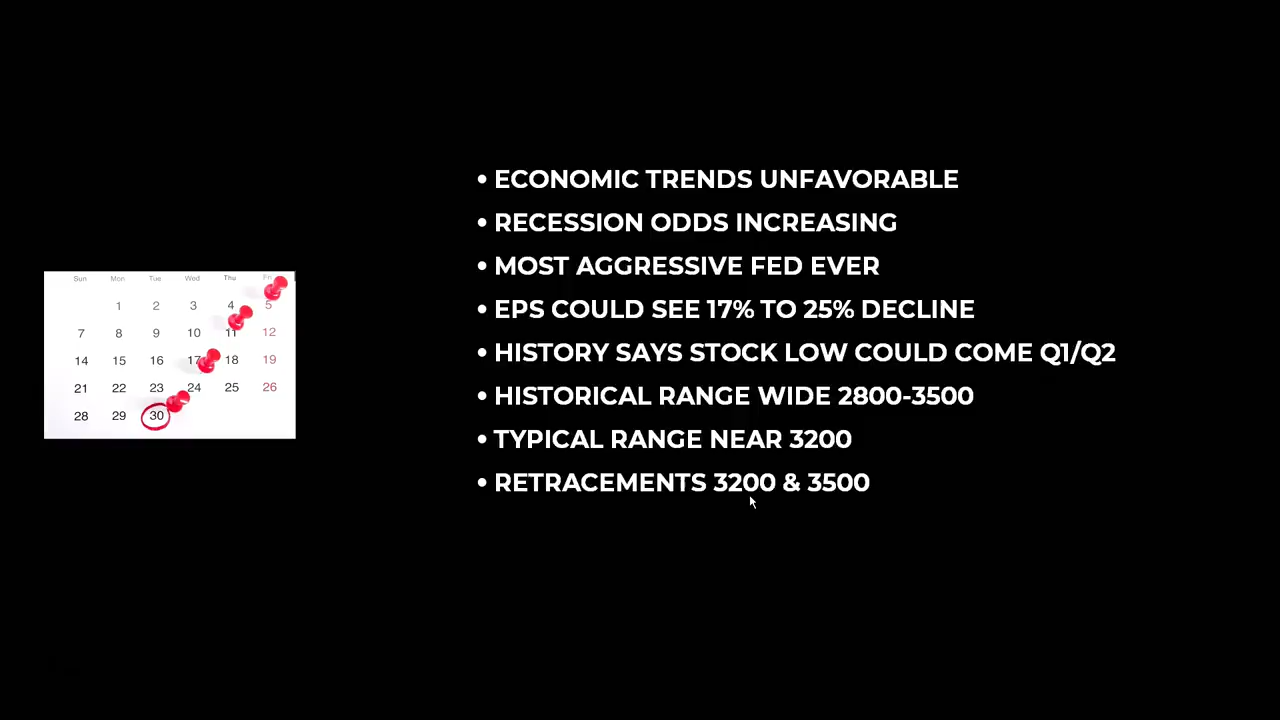 Sun Mon Tue Wed Thu Fri
1 2 3 4 5
7 8 9 10 11 12
14 15 16 17 18 19
21 22 23 24 25 26
28 29 30
• ECONOMIC TRENDS UNFAVORABLE
• RECESSION ODDS INCREASING
• MOST AGGRESSIVE FED EVER
• EPS COULD SEE 17% TO 25% DECLINE
• HISTORY SAYS STOCK LOW COULD COME Q1/Q2
• HISTORICAL RANGE WIDE 2800-3500
• TYPICAL RANGE NEAR 3200
• RETRACEMENTS 3200 & 3500